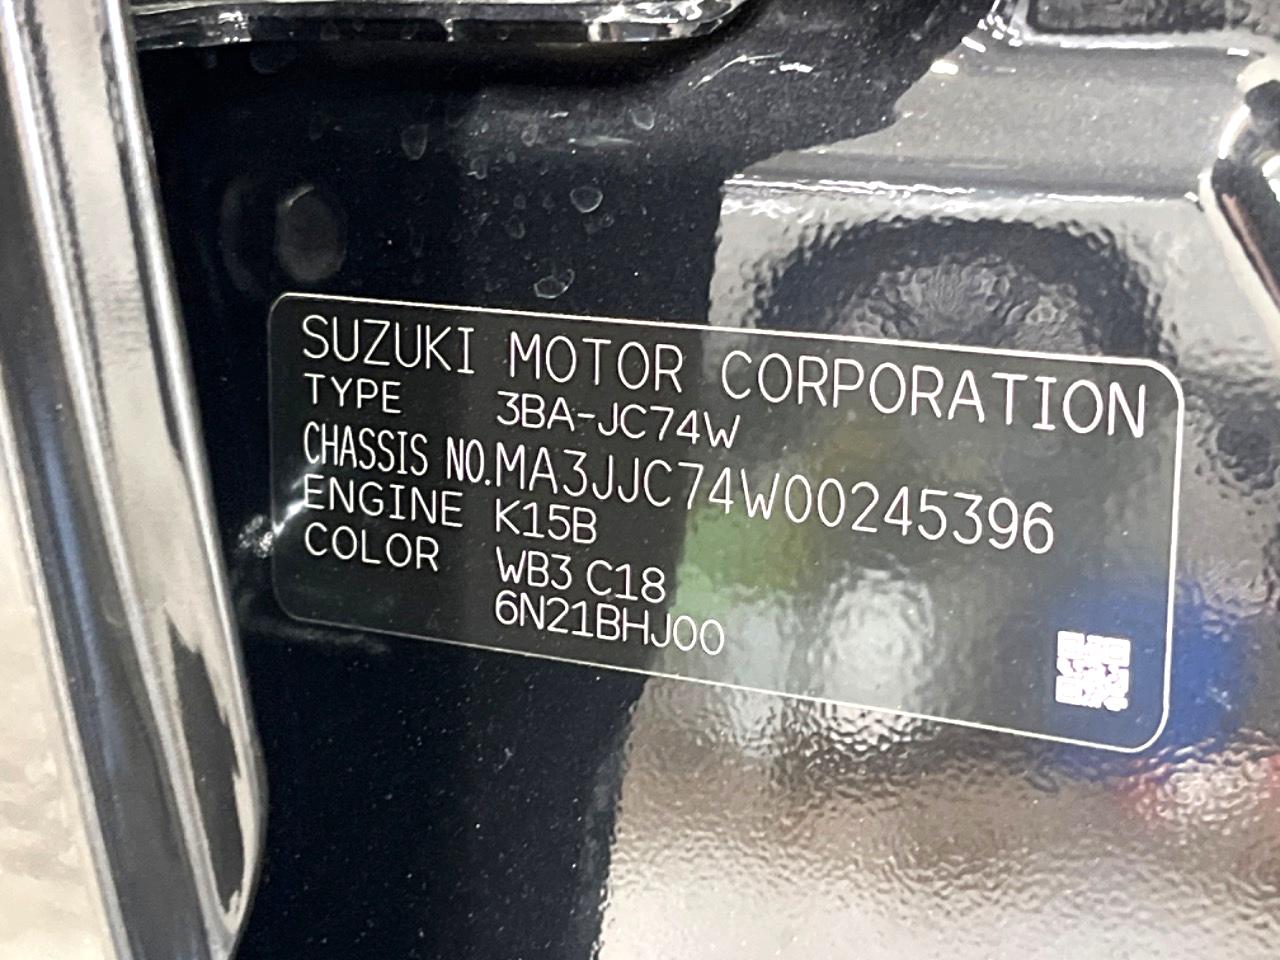 SUZUKI MOTOR CORPORATION
TYPE 3BA-JC74W
CHASSIS NO. MA3JJC74W00245396
ENGINE K15B
COLOR WB3 C18
6N21BHJ00